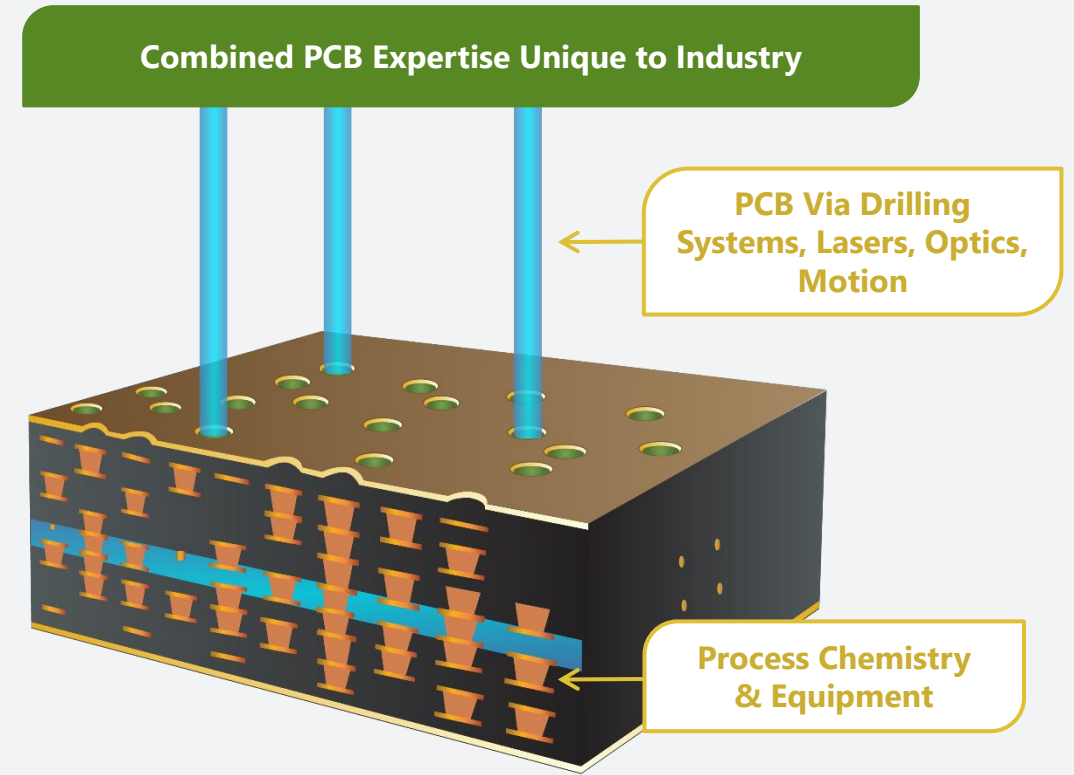 Combined PCB Expertise Unique to Industry
PCB Via Drilling
Systems, Lasers, Optics,
Motion
Process Chemistry
& Equipment